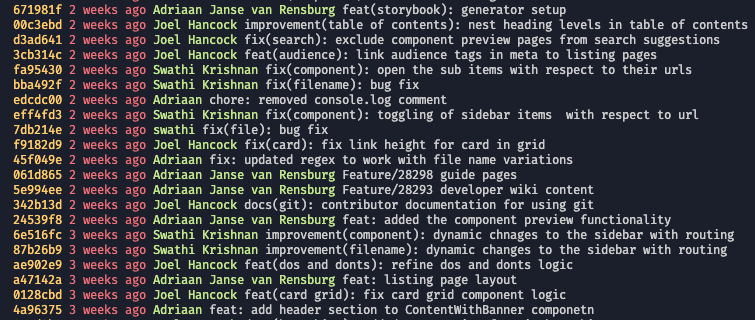 671981f 2 weeks ago Adriaan Janse van Rensburg feat(storybook): generator setup
00c3ebd 2 weeks ago Joel Hancock improvement(table of contents): nest heading levels in table of contents
d3ad641 2 weeks ago Joel Hancock fix(search): exclude component preview pages from search suggestions
3cb314c 2 weeks ago Joel Hancock feat(audience): link audience tags in meta to listing pages
fa95430 2 weeks ago Swathi Krishnan fix(component): open the sub items with respect to their urls
bba492f 2 weeks ago Swathi Krishnan fix(filename): bug fix
edcdc00 2 weeks ago Adriaan chore: removed console.log comment
eff4fd3 2 weeks ago Swathi Krishnan fix(component): toggling of sidebar items  with respect to url
7db214e 2 weeks ago swathi fix(file): bug fix
f9182d9 2 weeks ago Joel Hancock fix(card): fix link height for card in grid
45f049e 2 weeks ago Adriaan fix: updated regex to work with file name variations
061d865 2 weeks ago Adriaan Janse van Rensburg Feature/28298 guide pages
5e994ee 2 weeks ago Adriaan Janse van Rensburg Feature/28293 developer wiki content
342b13d 2 weeks ago Joel Hancock docs(git): contributor documentation for using git
24539f8 2 weeks ago Adriaan Janse van Rensburg feat: added the component preview functionality
6e516fc 3 weeks ago Swathi Krishnan improvement(component): dynamic chnages to the sidebar with routing
87b26b9 3 weeks ago Swathi Krishnan improvement(filename): dynamic changes to the sidebar with routing
ae902e9 3 weeks ago Joel Hancock feat(dos and donts): refine dos and donts logic
a47142a 3 weeks ago Adriaan Janse van Rensburg feat: listing page layout
0128cbd 3 weeks ago Joel Hancock feat(card grid): fix card grid component logic
4a96375 3 weeks ago Adriaan feat: add header section to ContentWithBanner componetn